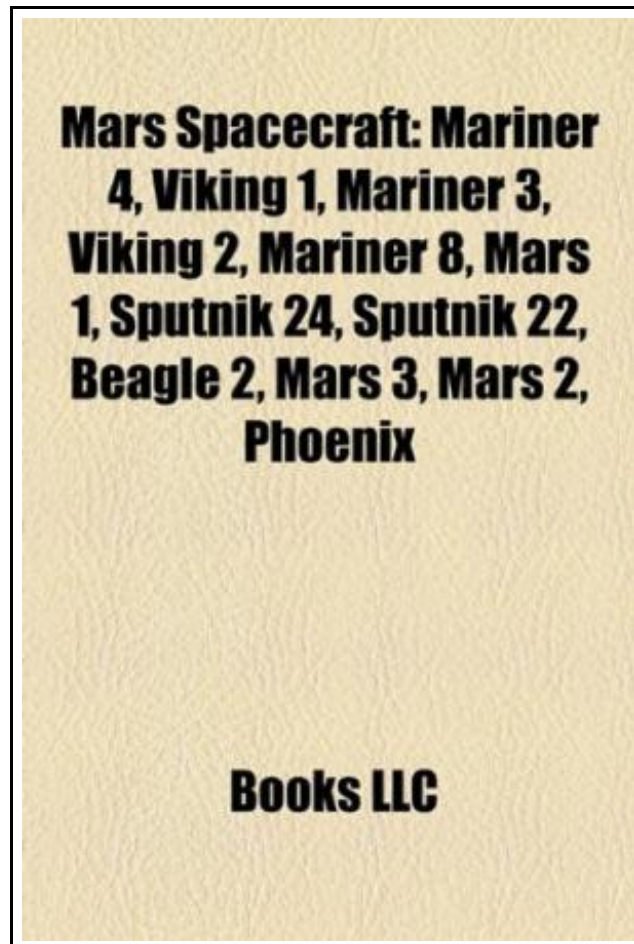 Mars Spacecraft: Mariner
4, Viking 1, Mariner 3,
Viking 2, Mariner 8, Mars
1, Sputnik 24, Sputnik 22,
Beagle 2, Mars 3, Mars 2,
Phoenix
Books LLC